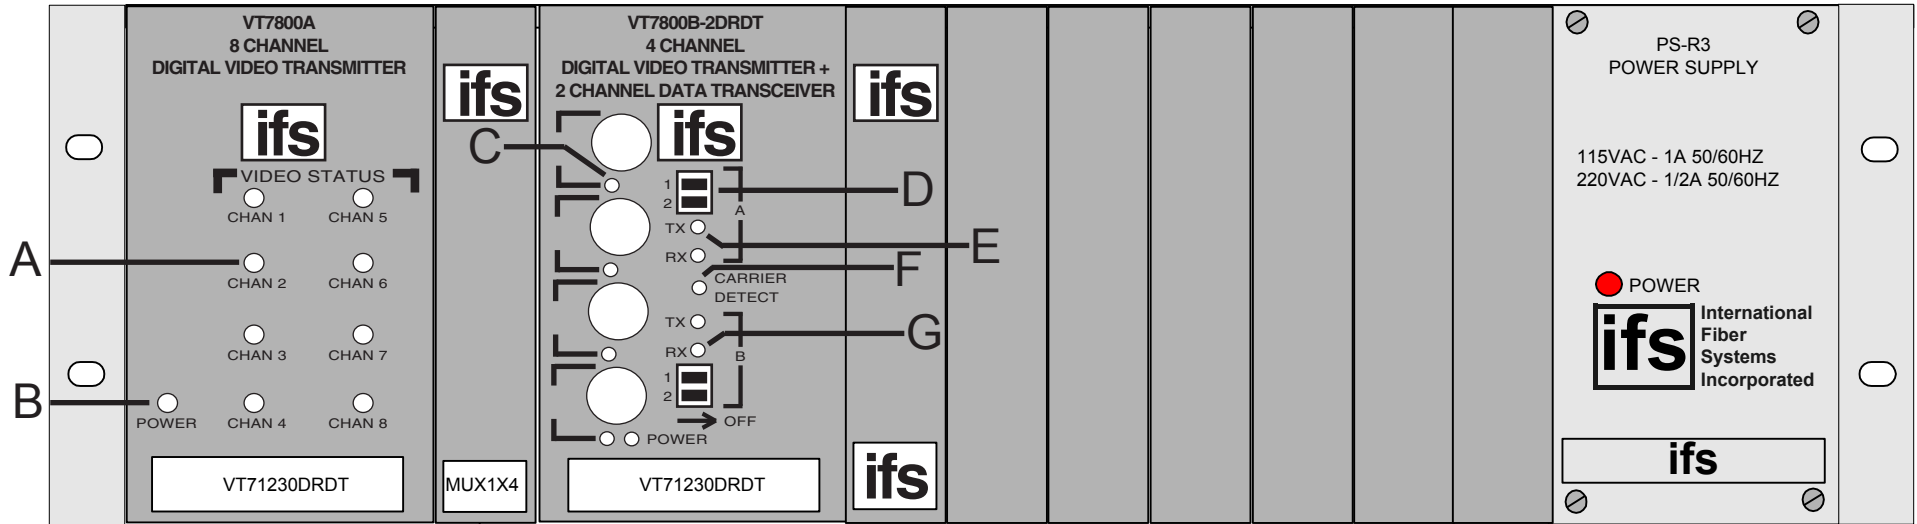 VT7800A
8 CHANNEL
DIGITAL VIDEO TRANSMITTER
ifs
VIDEO STATUS
CHAN 1
CHAN 5
A
CHAN 2
CHAN 6
CHAN 3
CHAN 7
B
POWER
CHAN 4
CHAN 8
VT71230DRDT
ifs
MUX1X4
VT7800B-2DRDT
4 CHANNEL
DIGITAL VIDEO TRANSMITTER +
2 CHANNEL DATA TRANSCEIVER
ifs
C
1
2
A
D
TX
E
RX
F
CARRIER
DETECT
TX
G
RX
B
1
2
OFF
POWER
VT71230DRDT
ifs
ifs
PS-R3
POWER SUPPLY
115VAC - 1A 50/60HZ
220VAC - 1/2A 50/60HZ
POWER
ifs
International
Fiber
Systems
Incorporated
ifs